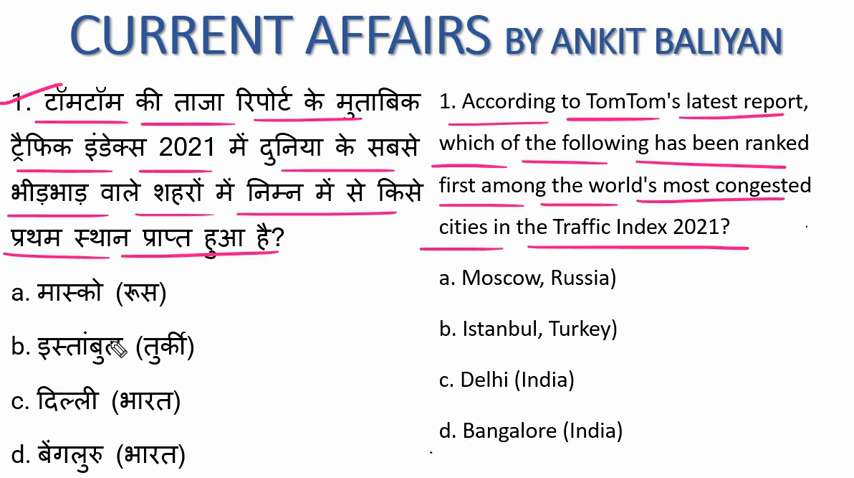 CURRENT AFFAIRS BY ANKIT BALIYAN
1. टॉमटॉम की ताजा रिपोर्ट के मुताबिक
ट्रैफिक इंडेक्स 2021 में दुनिया के सबसे
भीड़भाड़ वाले शहरों में निम्न में से किसे
प्रथम स्थान प्राप्त हुआ है?
a. मास्को (रूस)
b. इस्तांबुल (तुर्की)
c. दिल्ली (भारत)
d. बेंगलुरु (भारत)
1. According to TomTom's latest report,
which of the following has been ranked
first among the world's most congested
cities in the Traffic Index 2021?
a. Moscow, Russia)
b. Istanbul, Turkey)
c. Delhi (India)
d. Bangalore (India)